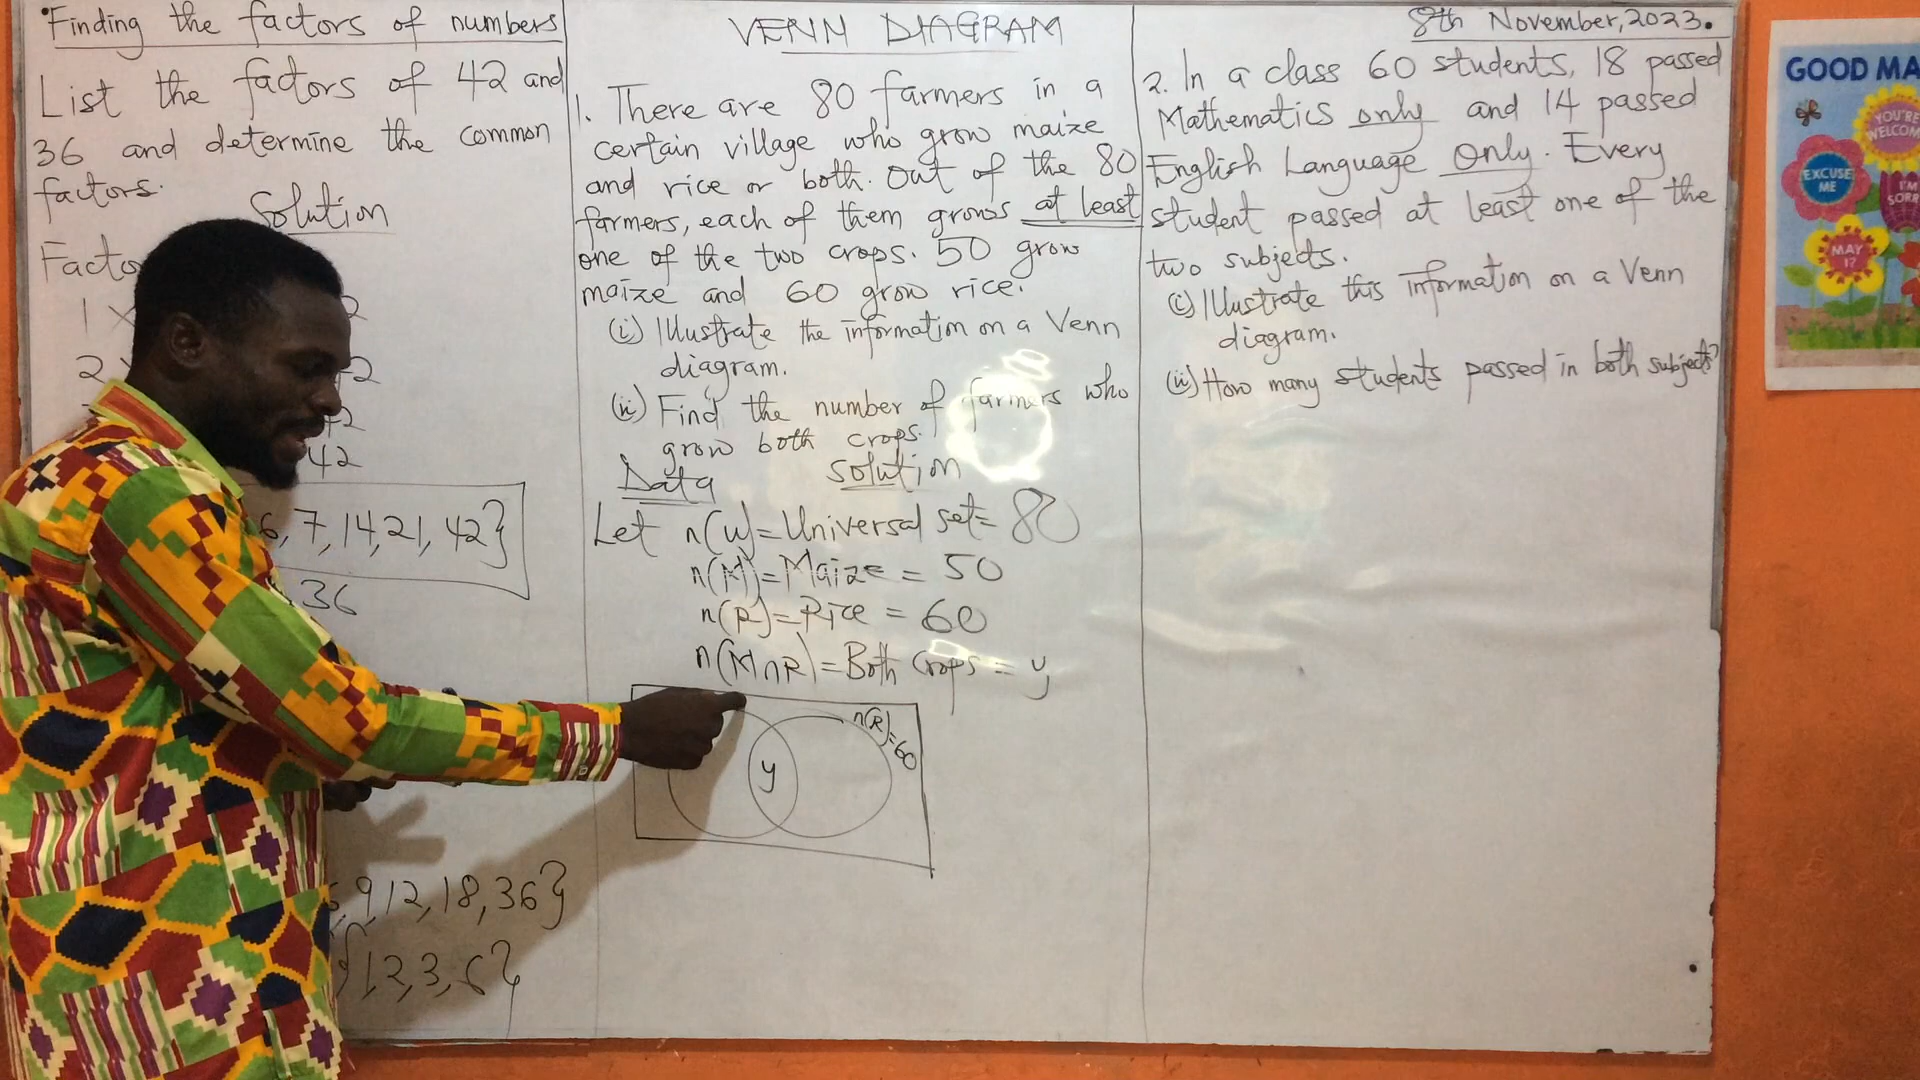 Finding the factors of numbers
List the factors of 42 and
36 and determine the common
factors.
Solution
Facto
1 x
2
2
42
6, 7, 14, 21, 42}
36
9, 12, 18, 36}
1 2, 3, 6}
VENN DIAGRAM
1. There are 80 farmers in a
certain village who grow maize
and rice or both. Out of the 80
farmers, each of them grows at least
one of the two crops. 50 grow
maize and 60 grow rice.
(i) Illustrate the information on a Venn
diagram.
(ii) Find the number of farmers who
grow both crops.
Data Solution
Let n(U)=Universal set= 80
n(M)=Maize = 50
n(R)=Rice = 60
n(M∩R)=Both Crops = y
n(R)=60
y
8th November, 2023.
2. In a class 60 students, 18 passed
Mathematics only and 14 passed
English Language Only. Every
student passed at least one of the
two subjects.
(i) Illustrate this information on a Venn
diagram.
(ii) How many students passed in both subjects?
GOOD MA
YOU'RE
WELCOM
EXCUSE
ME
I'M
SORR
MAY
I?